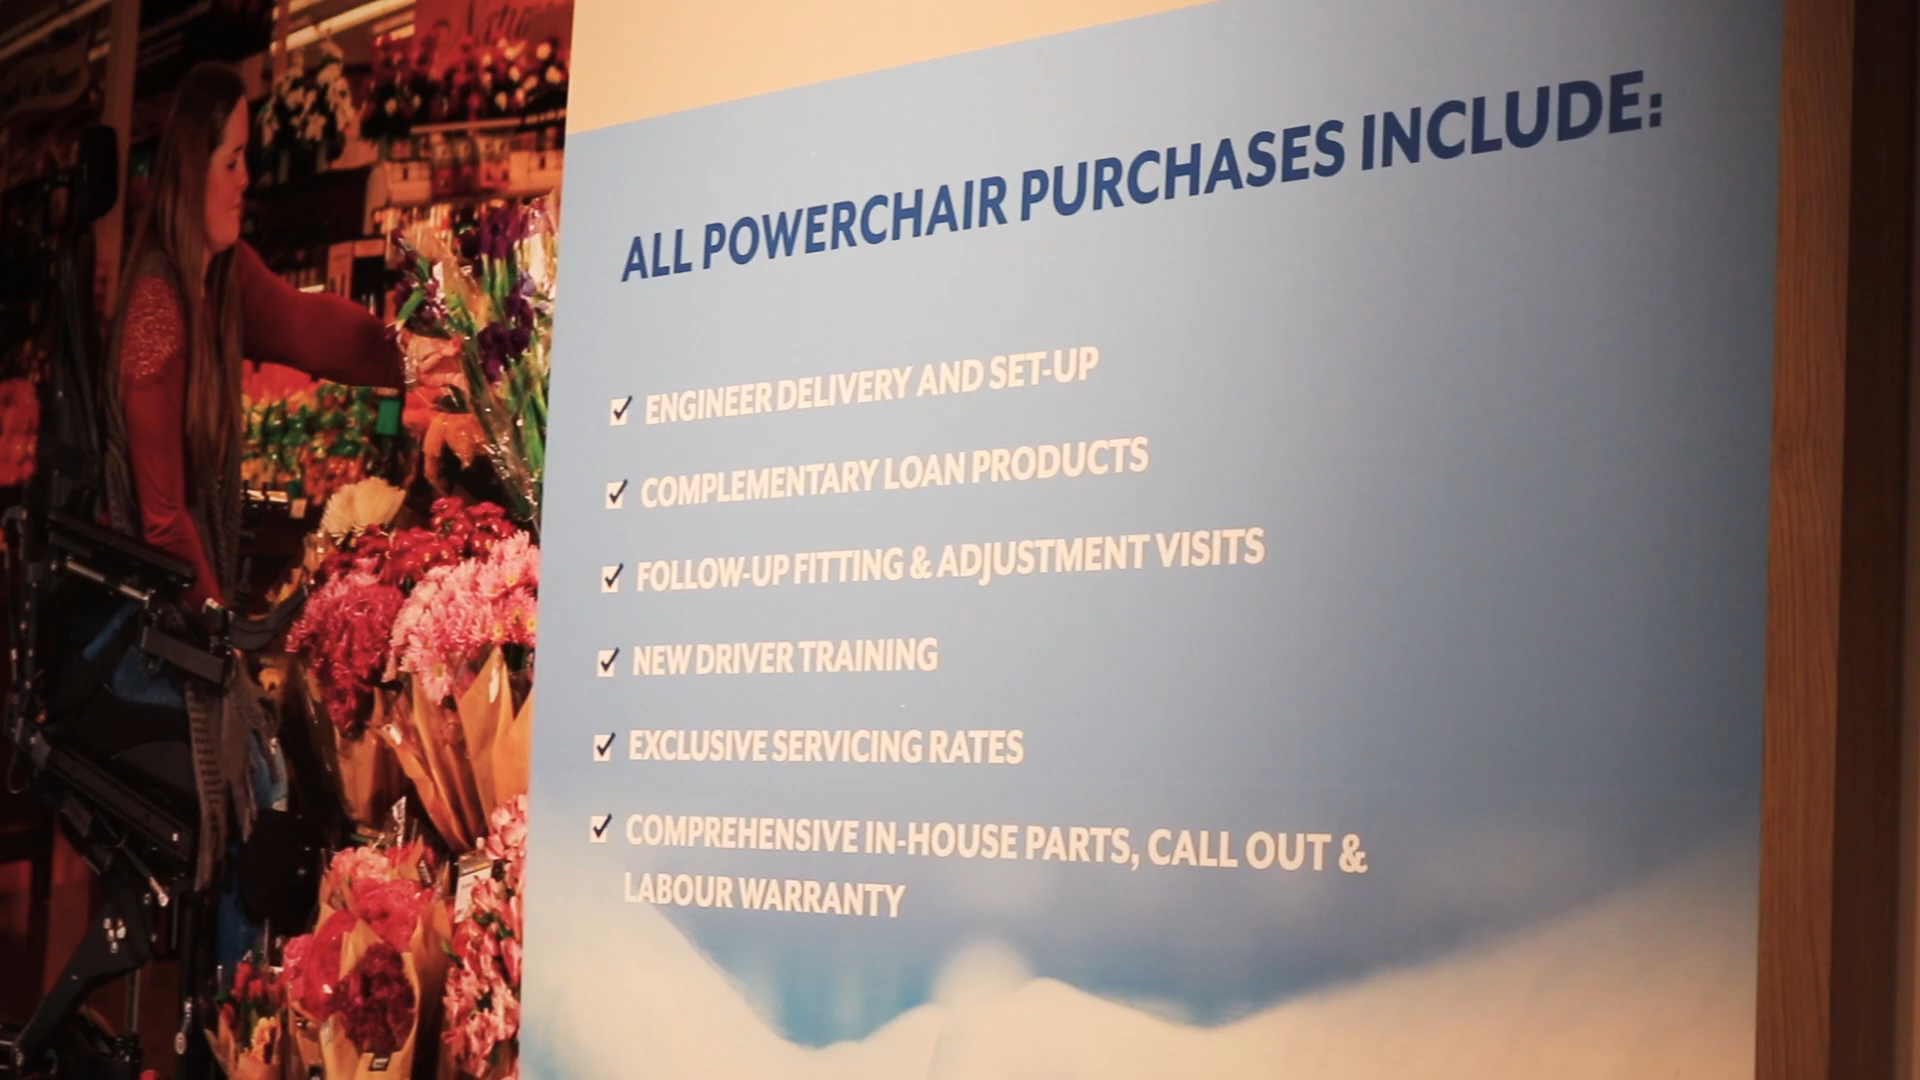 ALL POWERCHAIR PURCHASES INCLUDE:
ENGINEER DELIVERY AND SET-UP
COMPLEMENTARY LOAN PRODUCTS
FOLLOW-UP FITTING & ADJUSTMENT VISITS
NEW DRIVER TRAINING
EXCLUSIVE SERVICING RATES
COMPREHENSIVE IN-HOUSE PARTS, CALL OUT &
LABOUR WARRANTY